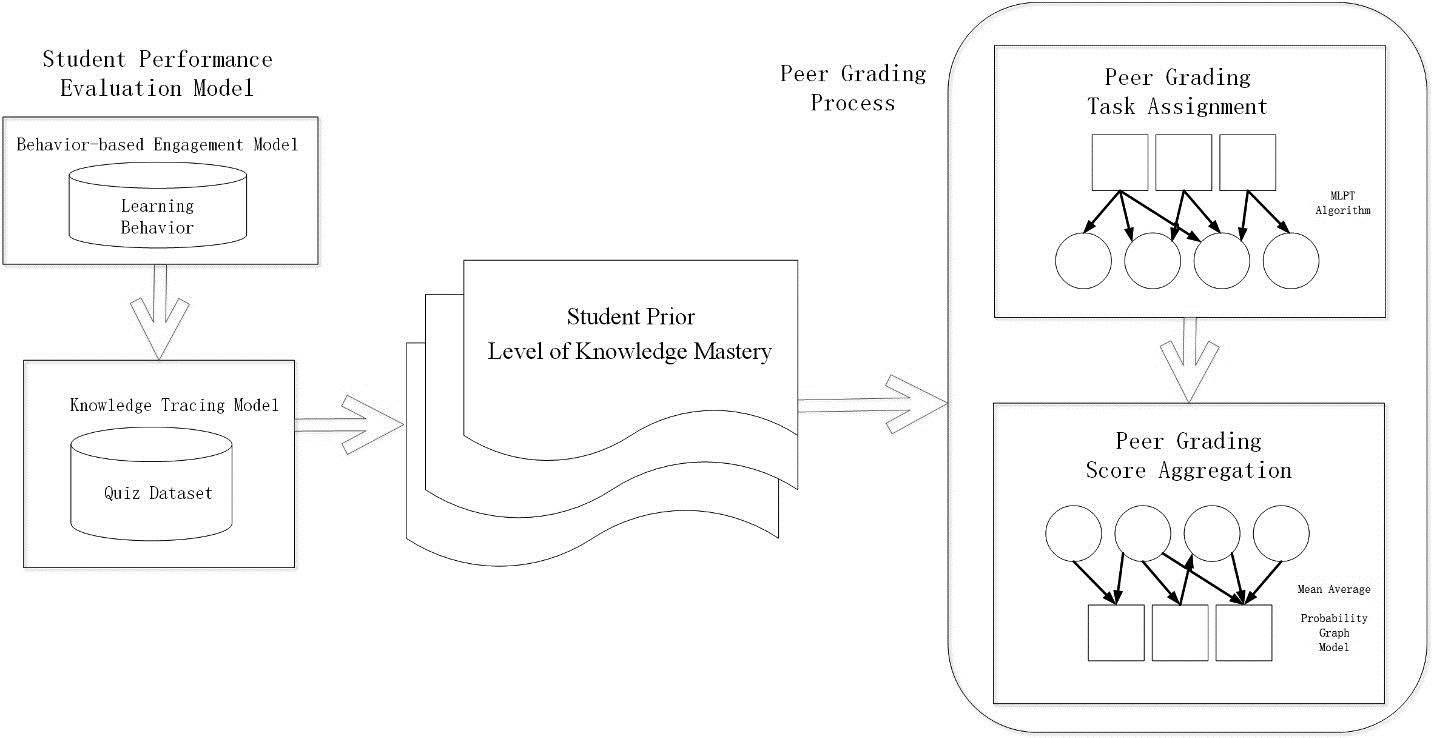 Student Performance
Evaluation Model
Behavior-based Engagement Model
Learning
Behavior
Knowledge Tracing Model
Quiz Dataset
Student Prior
Level of Knowledge Mastery
Peer Grading
Process
Peer Grading
Task Assignment
MLPT
Algorithm
Peer Grading
Score Aggregation
Mean Average
Probability
Graph
Model